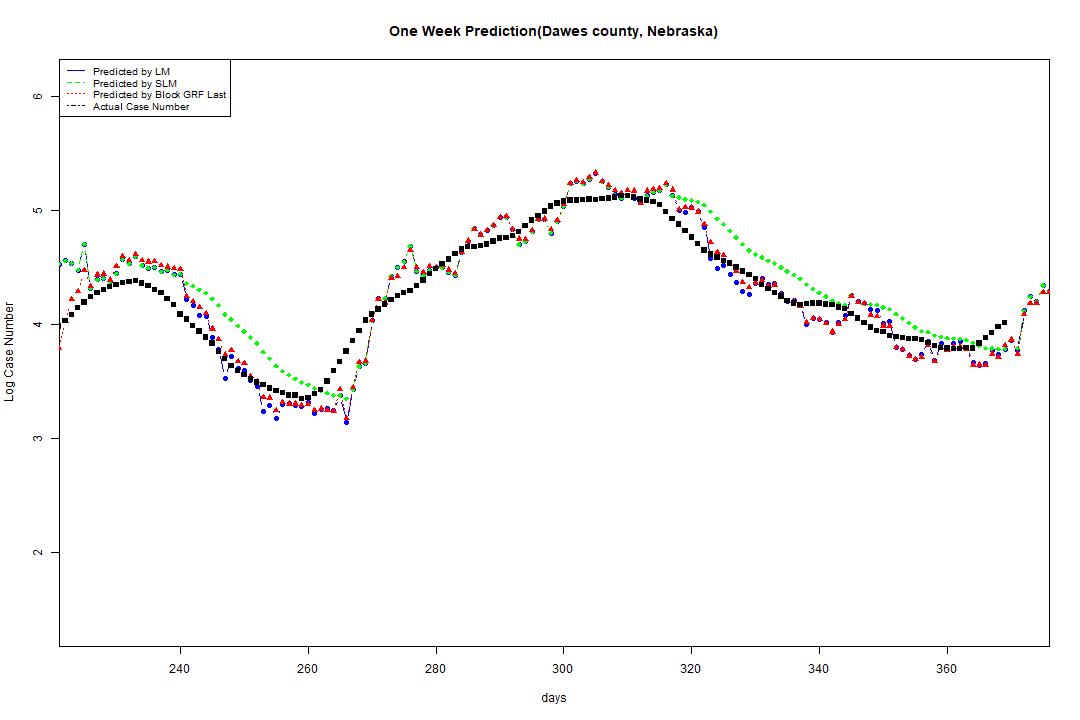 One Week Prediction(Dawes county, Nebraska)
Predicted by LM
Predicted by SLM
Predicted by Block GRF Last
Actual Case Number
6
5
4
3
2
Log Case Number
240 260 280 300 320 340 360
days